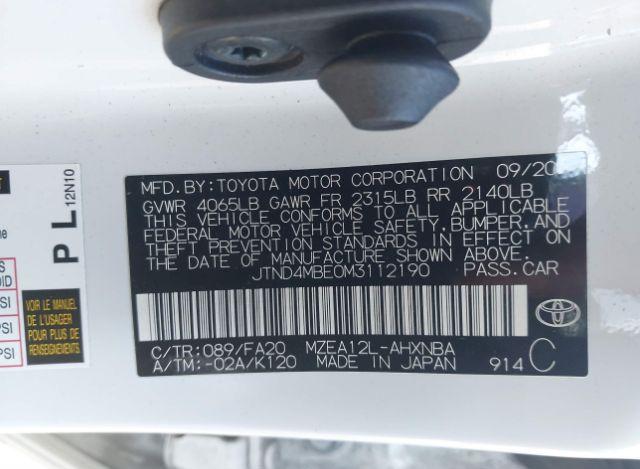 MFD.BY:TOYOTA MOTOR CORPORATION 09/20
GVWR 4065LB GAWR FR 2315LB RR 2140LB
THIS VEHICLE CONFORMS TO ALL APPLICABLE
FEDERAL MOTOR VEHICLE SAFETY,BUMPER,AND
THEFT PREVENTION STANDARDS IN EFFECT ON
THE DATE OF MANUFACTURE SHOWN ABOVE.
JTND4MBE0M3112190 PASS.CAR
C/TR:089/FA20 MZEA12L-AHXNBA
A/TM:-02A/K120 MADE IN JAPAN 914 C
P L
12N10
VOIR LE MANUEL
DE L'USAGER
POUR PLUS DE
RENSEIGNEMENTS
PSI
PSI